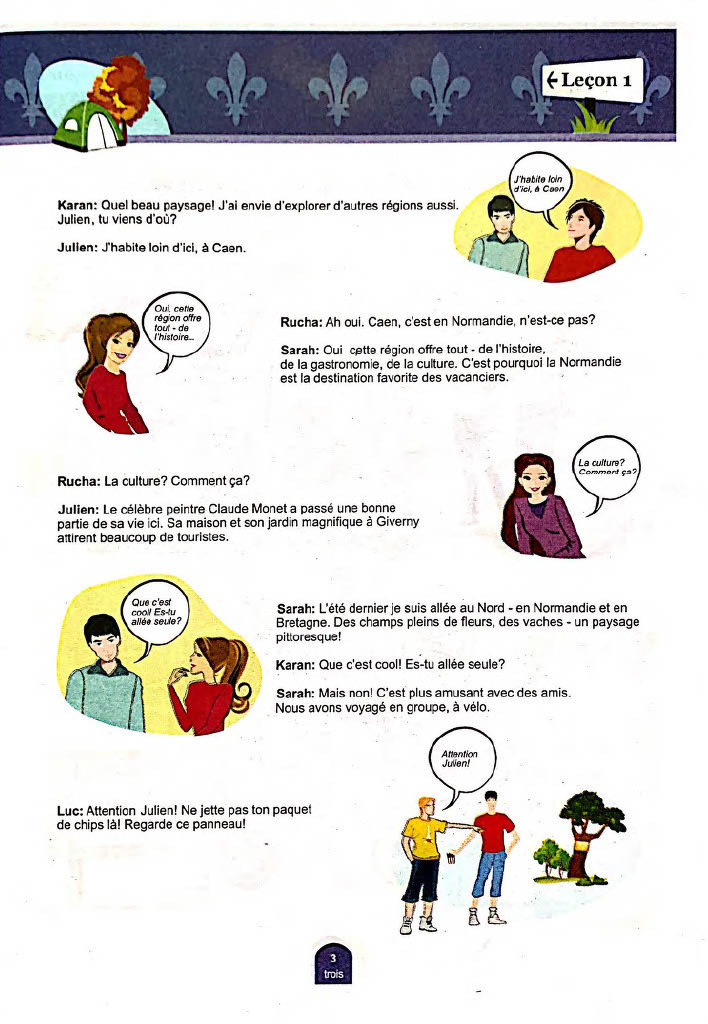 ←Leçon 1
J'habite loin
d'ici, à Caen
Karan: Quel beau paysage! J'ai envie d'explorer d'autres régions aussi.
Julien, tu viens d'où?
Julien: J'habite loin d'ici, à Caen.
Oui, cette
région offre
tout - de
l'histoire...
Rucha: Ah oui. Caen, c'est en Normandie, n'est-ce pas?
Sarah: Oui cette région offre tout - de l'histoire,
de la gastronomie, de la culture. C'est pourquoi la Normandie
est la destination favorite des vacanciers.
La culture?
Comment ça?
Rucha: La culture? Comment ça?
Julien: Le célèbre peintre Claude Monet a passé une bonne
partie de sa vie ici. Sa maison et son jardin magnifique à Giverny
attirent beaucoup de touristes.
Que c'est
cool! Es-tu
allée seule?
Sarah: L'été dernier je suis allée au Nord - en Normandie et en
Bretagne. Des champs pleins de fleurs, des vaches - un paysage
pittoresque!
Karan: Que c'est cool! Es-tu allée seule?
Sarah: Mais non! C'est plus amusant avec des amis.
Nous avons voyagé en groupe, à vélo.
Attention
Julien!
Luc: Attention Julien! Ne jette pas ton paquet
de chips là! Regarde ce panneau!
3
trois